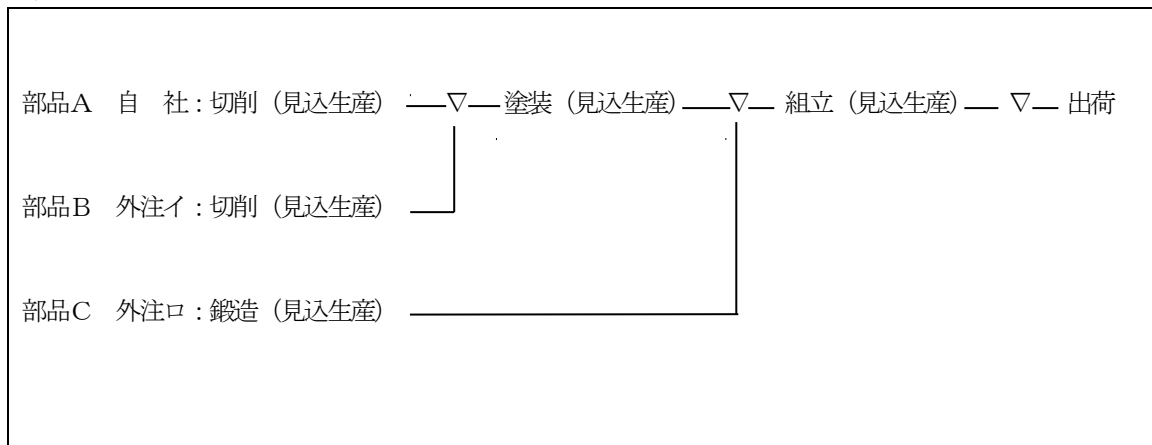 部品A 自 社:切削(見込生産) ▽ 塗装(見込生産) ▽ 組立(見込生産) ▽ 出荷
部品B 外注イ:切削(見込生産)
部品C 外注ロ:鍛造(見込生産)